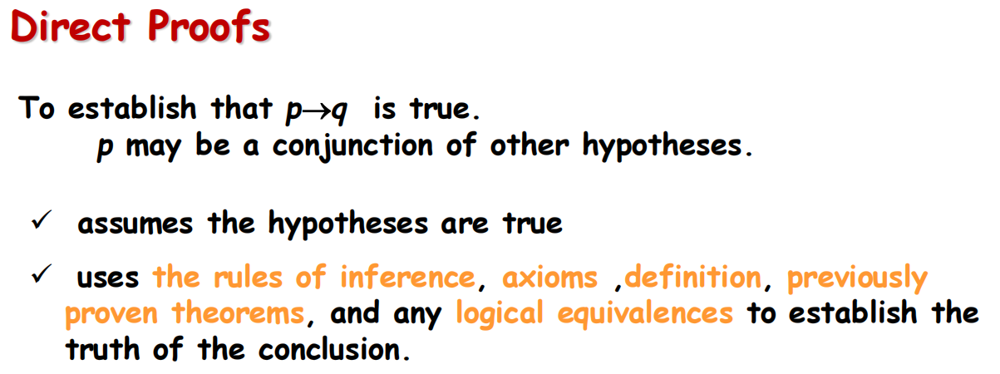 Direct Proofs
To establish that p→q is true.
p may be a conjunction of other hypotheses.
✓ assumes the hypotheses are true
✓ uses the rules of inference, axioms ,definition, previously
proven theorems, and any logical equivalences to establish the
truth of the conclusion.